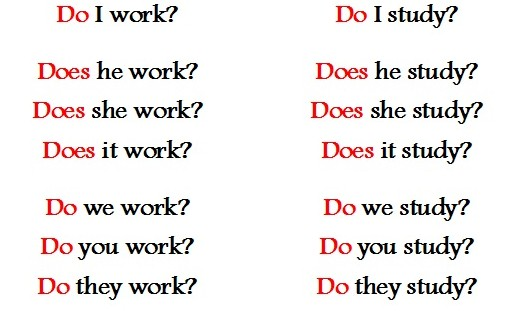 Do I work? Do I study?
Does he work? Does he study?
Does she work? Does she study?
Does it work? Does it study?
Do we work? Do we study?
Do you work? Do you study?
Do they work? Do they study?